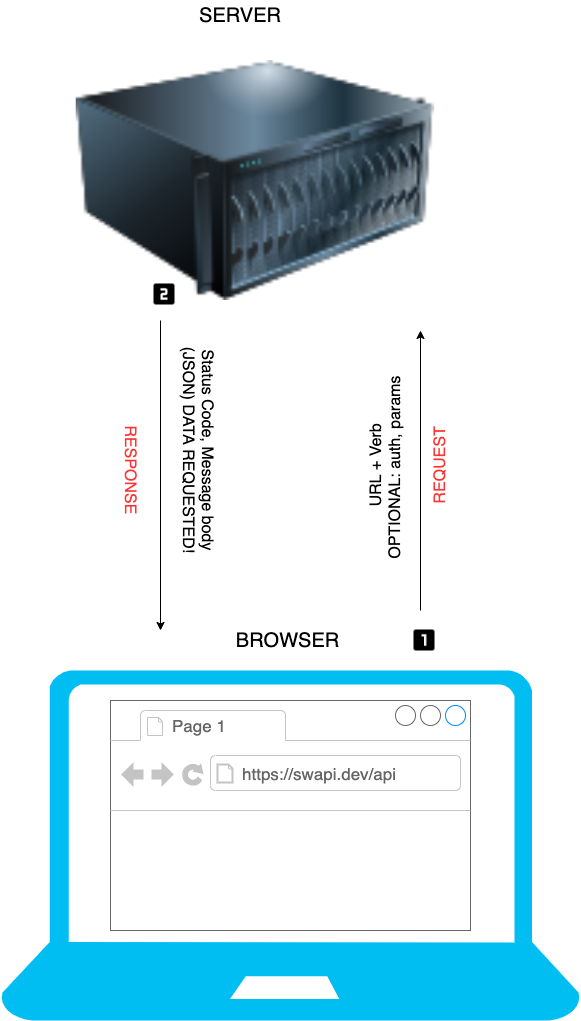 SERVER
2
Status Code, Message body
(JSON) DATA REQUESTED!
RESPONSE
URL + Verb
OPTIONAL: auth, params
REQUEST
BROWSER
1
Page 1
https://swapi.dev/api